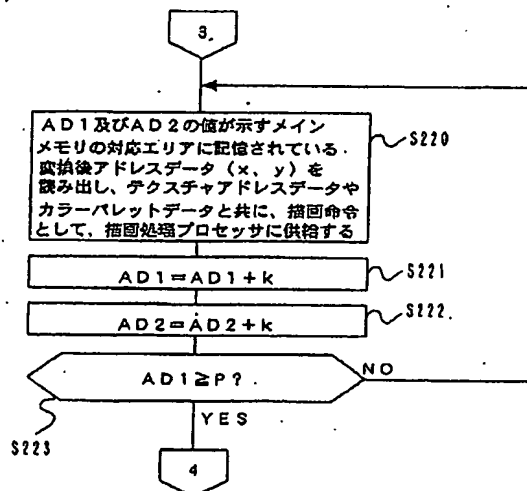 3
AD1及びAD2の値が示すメイン
メモリの対応エリアに記憶されている
変換後アドレスデータ（x、y）を
読み出し、テクスチャアドレスデータや
カラーパレットデータと共に、描画命令
として、描画処理プロセッサに供給する
S220
AD1=AD1+k
S221
AD2=AD2+k
S222
AD1≧P?
NO
YES
S223
4